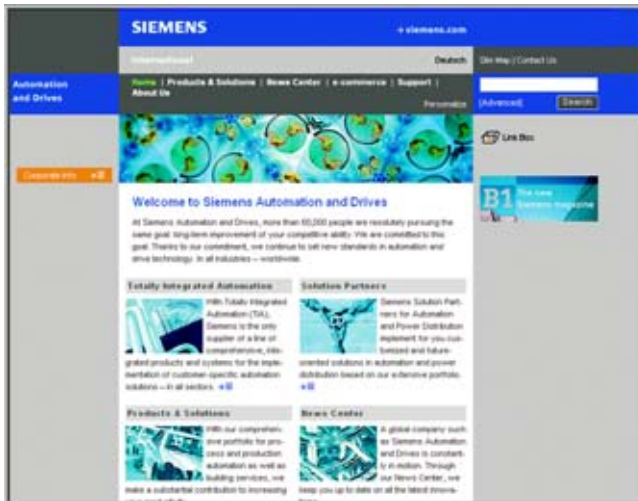 SIEMENS
siemens.com
International
Deutsch
Site Map | Contact Us
Automation
and Drives
Home | Products & Solutions | News Center | e-commerce | Support |
About Us
Personalize
[Advanced]
Search
Corporate Info
Link Box
B1 The new
Siemens magazine
Welcome to Siemens Automation and Drives
At Siemens Automation and Drives, more than 60,000 people are resolutely pursuing the
same goal: long-term improvement of your competitive ability. We are committed to this
goal. Thanks to our commitment, we continue to set new standards in automation and
drive technology. In all industries – worldwide.
Totally Integrated Automation
With Totally Integrated
Automation (TIA),
Siemens is the only
supplier of a line of
comprehensive, inte-
grated products and systems for the imple-
mentation of customer-specific automation
solutions – in all sectors.
Solution Partners
Siemens Solution Part-
ners for Automation
and Power Distribution
implement for you cus-
tomized and future-
oriented solutions in automation and power
distribution based on our extensive portfolio.
Products & Solutions
With our comprehen-
sive portfolio for pro-
cess and production
automation as well as
building services, we
make a substantial contribution to increasing
News Center
A global company such
as Siemens Automation
and Drives is constant-
ly in motion. Through
our News Center, we
keep you up to date on all the latest innova-